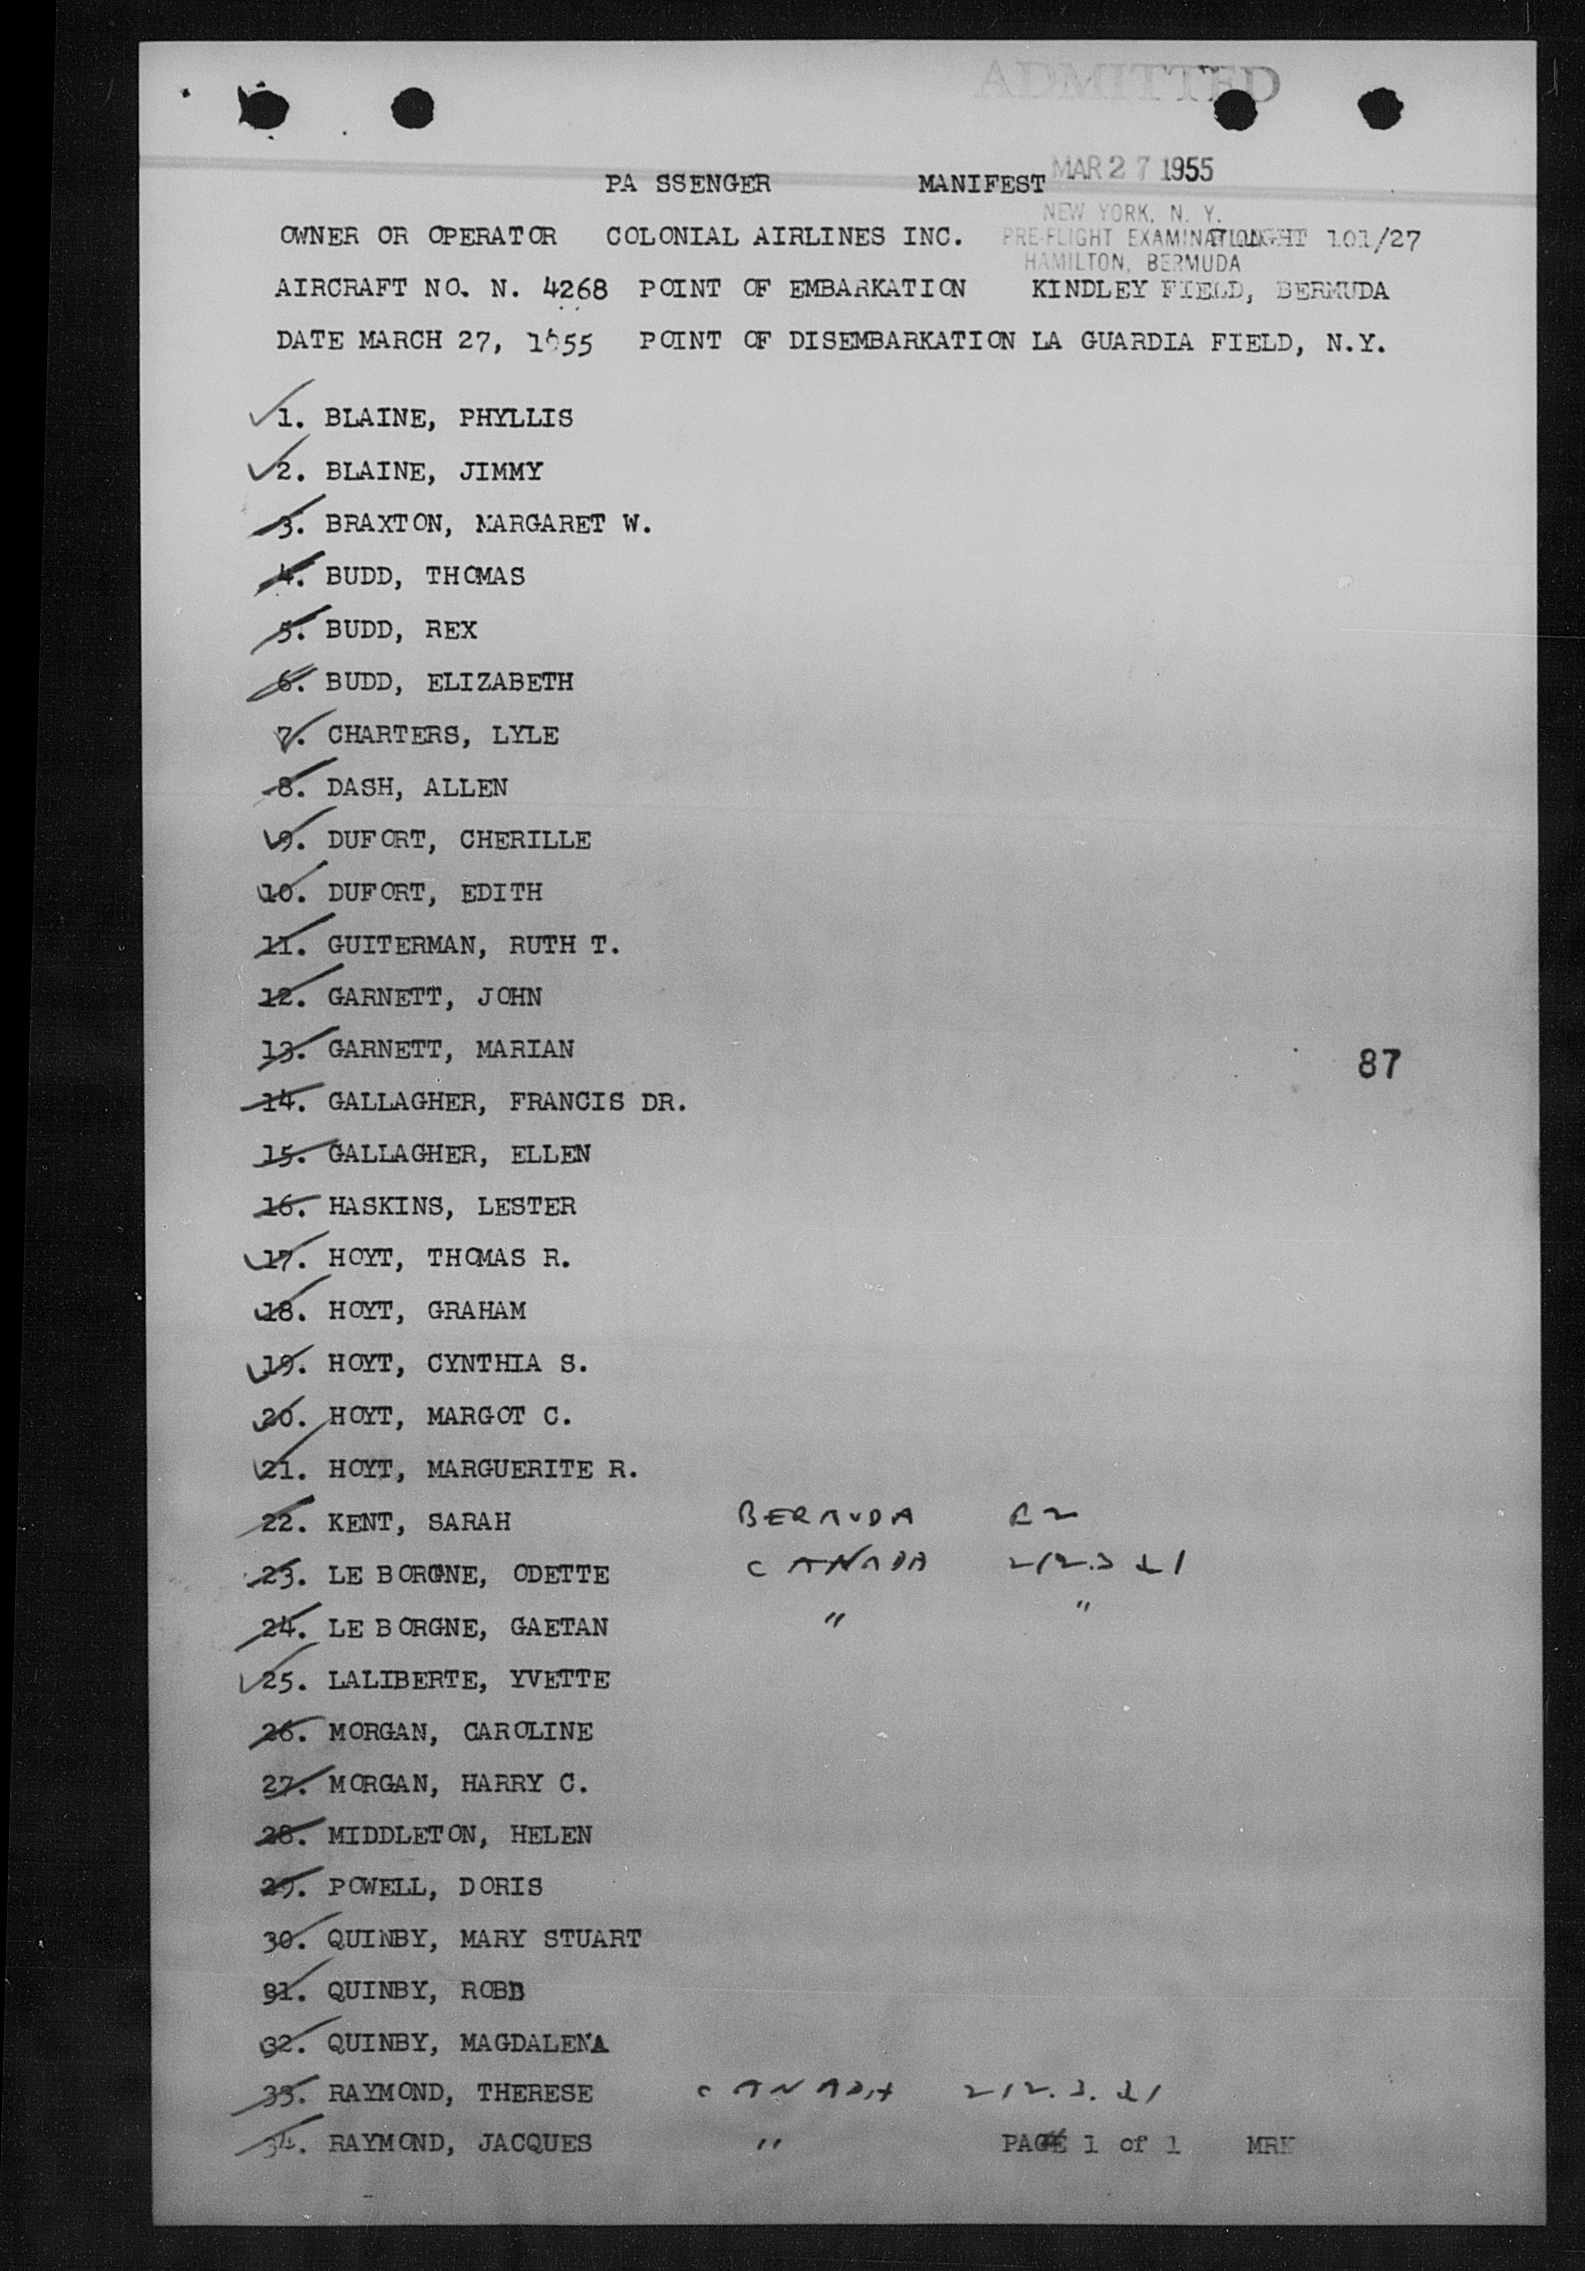 ADMITTED
MAR 27 1955
PA SSENGER MANIFEST
NEW YORK, N. Y.
OWNER OR OPERATOR COLONIAL AIRLINES INC. FLIGHT 101/27
PRE-FLIGHT EXAMINATION
HAMILTON, BERMUDA
AIRCRAFT NO. N. 4268 POINT OF EMBARKATION KINDLEY FIELD, BERMUDA
DATE MARCH 27, 1955 POINT OF DISEMBARKATION LA GUARDIA FIELD, N.Y.
1. BLAINE, PHYLLIS
2. BLAINE, JIMMY
3. BRAXTON, MARGARET W.
4. BUDD, THOMAS
5. BUDD, REX
6. BUDD, ELIZABETH
7. CHARTERS, LYLE
8. DASH, ALLEN
9. DUFORT, CHERILLE
10. DUFORT, EDITH
11. GUITERMAN, RUTH T.
12. GARNETT, JOHN
13. GARNETT, MARIAN
87
14. GALLAGHER, FRANCIS DR.
15. GALLAGHER, ELLEN
16. HASKINS, LESTER
17. HOYT, THOMAS R.
18. HOYT, GRAHAM
19. HOYT, CYNTHIA S.
20. HOYT, MARGOT C.
21. HOYT, MARGUERITE R.
22. KENT, SARAH BERMUDA
23. LE BORGNE, ODETTE CANADA
24. LE BORGNE, GAETAN " "
25. LALIBERTE, YVETTE
26. MORGAN, CAROLINE
27. MORGAN, HARRY C.
28. MIDDLETON, HELEN
29. POWELL, DORIS
30. QUINBY, MARY STUART
31. QUINBY, ROBB
32. QUINBY, MAGDALENA
33. RAYMOND, THERESE CANADA
34. RAYMOND, JACQUES " PAGE 1 of 1 MRK